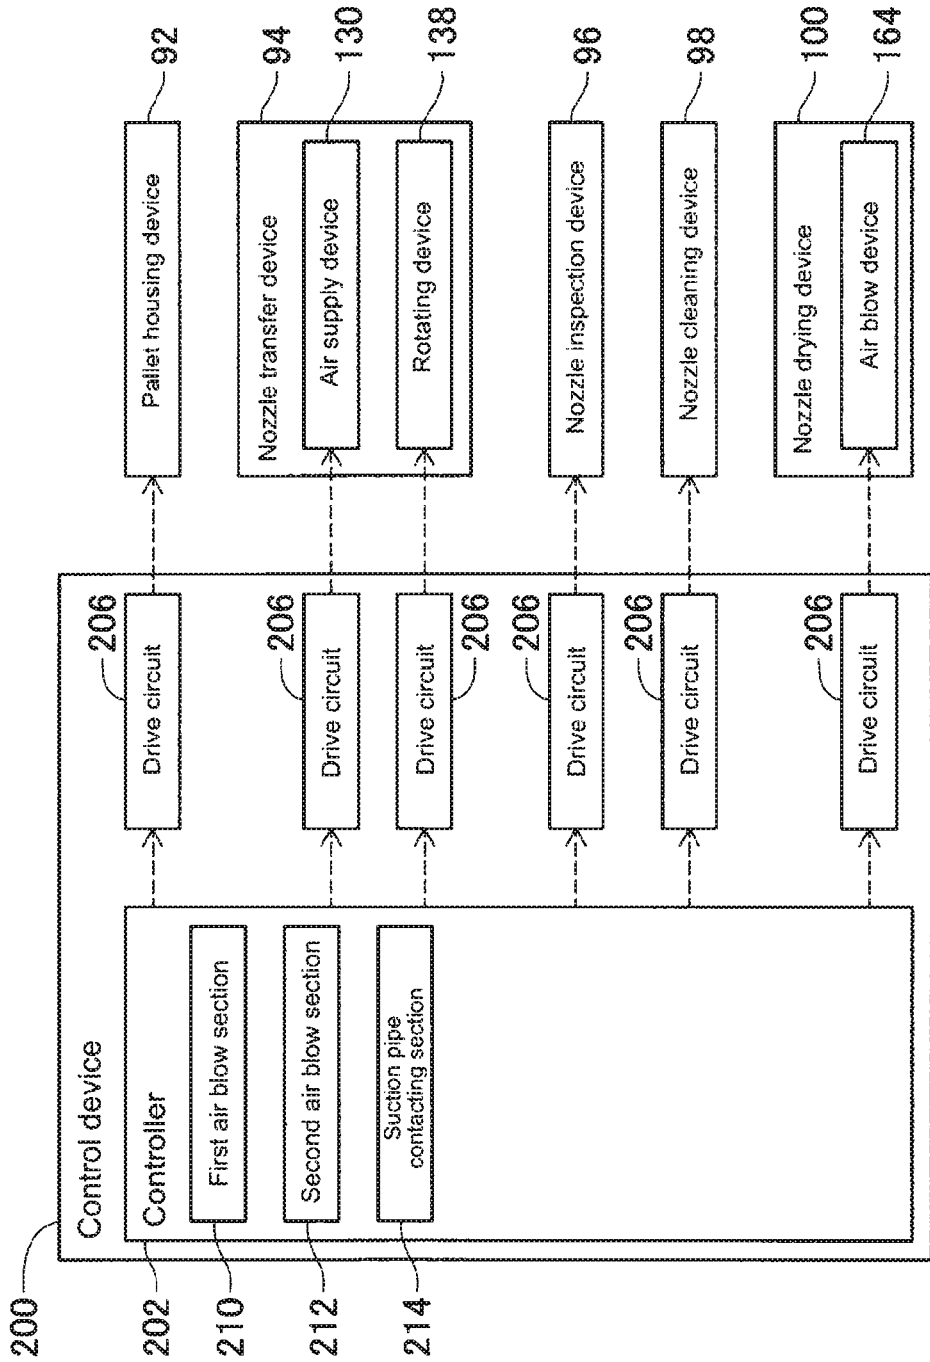 200
Control device
202
Controller
210
First air blow section
212
Second air blow section
214
Suction pipe
contacting section
206
Drive circuit
206
Drive circuit
Drive circuit
206
206
Drive circuit
206
Drive circuit
206
Drive circuit
Pallet housing device
92
Nozzle transfer device
94
Air supply device
130
Rotating device
138
Nozzle inspection device
96
Nozzle cleaning device
98
Nozzle drying device
100
Air blow device
164